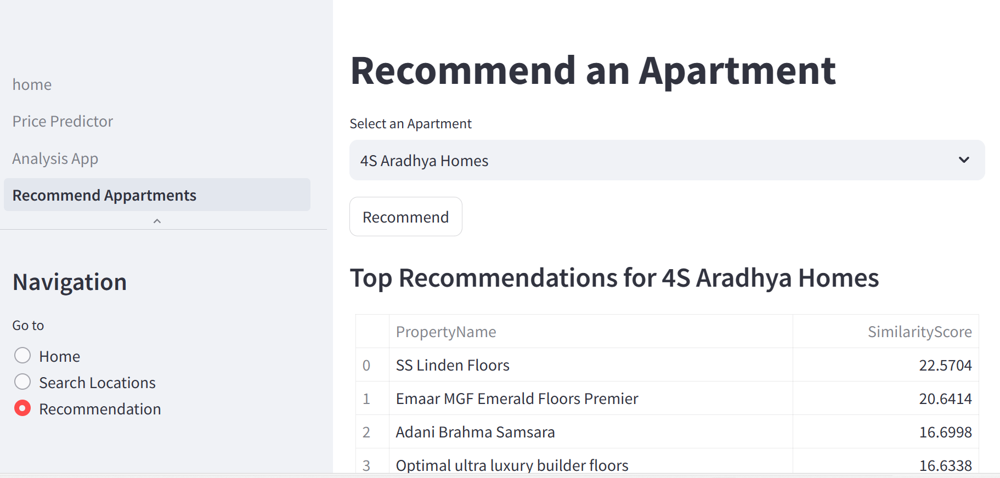 home
Price Predictor
Analysis App
Recommend Appartments
Navigation
Go to
Home
Search Locations
Recommendation
Recommend an Apartment
Select an Apartment
4S Aradhya Homes
Recommend
Top Recommendations for 4S Aradhya Homes
PropertyName SimilarityScore
0 SS Linden Floors 22.5704
1 Emaar MGF Emerald Floors Premier 20.6414
2 Adani Brahma Samsara 16.6998
3 Optimal ultra luxury builder floors 16.6338